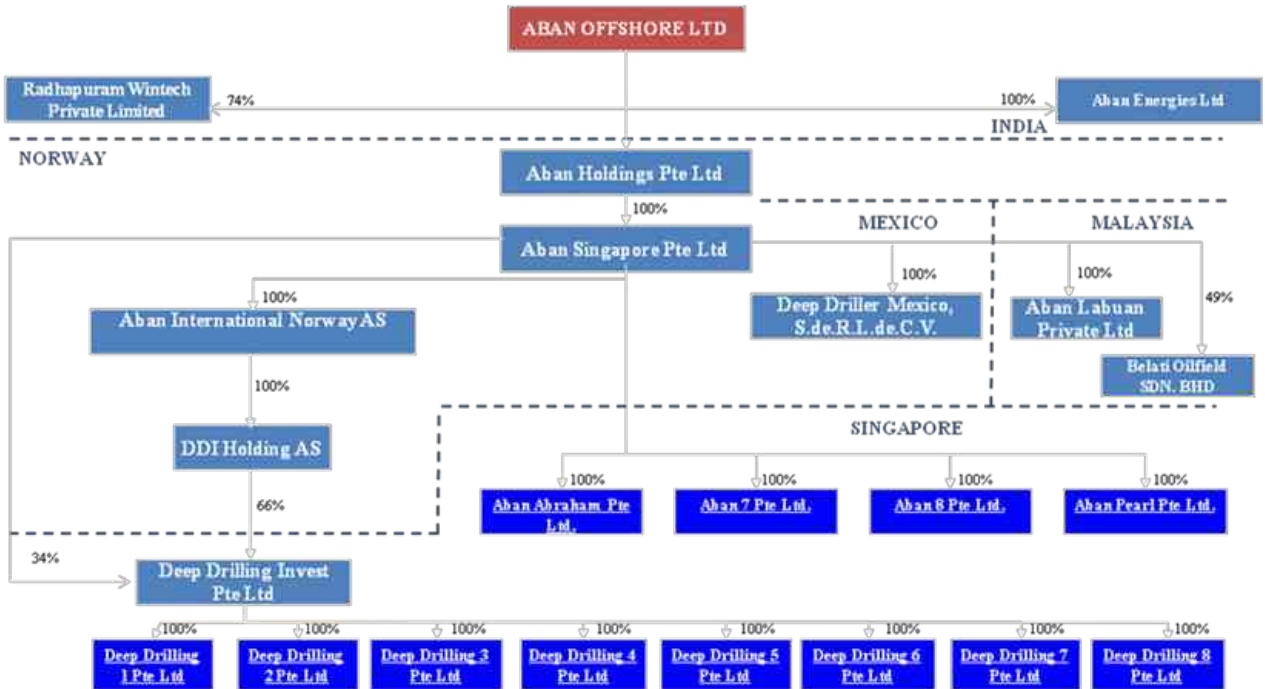 ABAN OFFSHORE LTD
Radhapuram Wintech
Private Limited
74%
100%
Aban Energies Ltd
INDIA
NORWAY
Aban Holdings Pte Ltd
100%
Aban Singapore Pte Ltd
MEXICO
MALAYSIA
100%
100%
100%
49%
Aban International Norway AS
Deep Driller Mexico,
S.de.R.L.de.C.V.
Aban Labuan
Private Ltd
Belati Oilfield
SDN. BHD
100%
DDI Holding AS
SINGAPORE
66%
100%
100%
100%
100%
Aban Abraham Pte
Ltd.
Aban 7 Pte Ltd.
Aban 8 Pte Ltd.
Aban Pearl Pte Ltd.
34%
Deep Drilling Invest
Pte Ltd
100%
100%
100%
100%
100%
100%
100%
100%
Deep Drilling
1 Pte Ltd
Deep Drilling
2 Pte Ltd
Deep Drilling 3
Pte Ltd
Deep Drilling 4
Pte Ltd
Deep Drilling 5
Pte Ltd
Deep Drilling 6
Pte Ltd
Deep Drilling 7
Pte Ltd
Deep Drilling 8
Pte Ltd